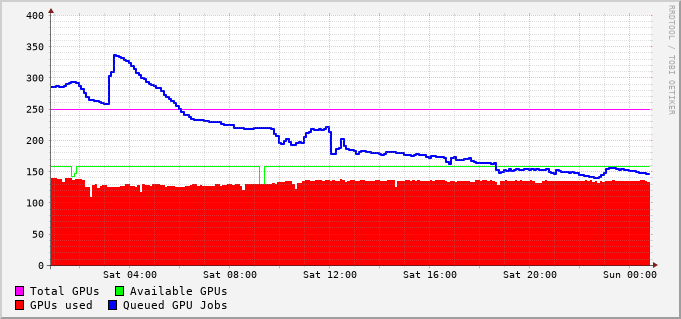 400
350
300
250
200
150
100
50
0
Sat 04:00 Sat 08:00 Sat 12:00 Sat 16:00 Sat 20:00 Sun 00:00
Total GPUs Available GPUs
GPUs used Queued GPU Jobs
RRDTOOL / TOBI OETIKER